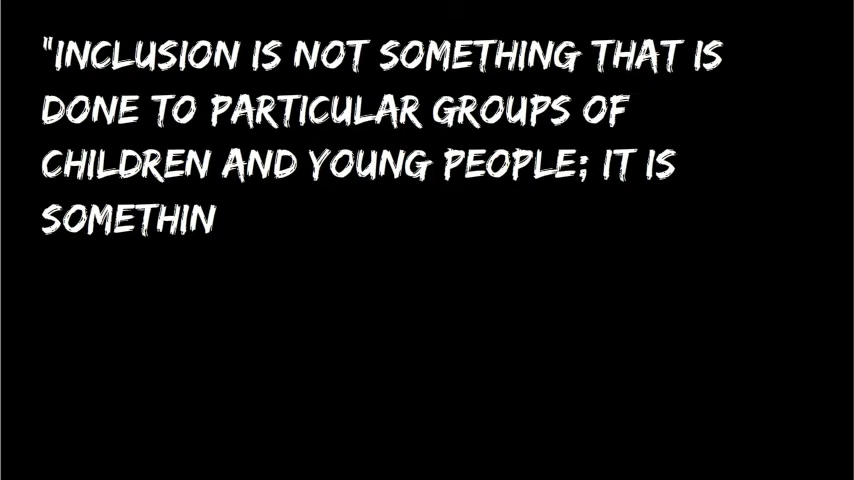 "INCLUSION IS NOT SOMETHING THAT IS
DONE TO PARTICULAR GROUPS OF
CHILDREN AND YOUNG PEOPLE; IT IS
SOMETHIN